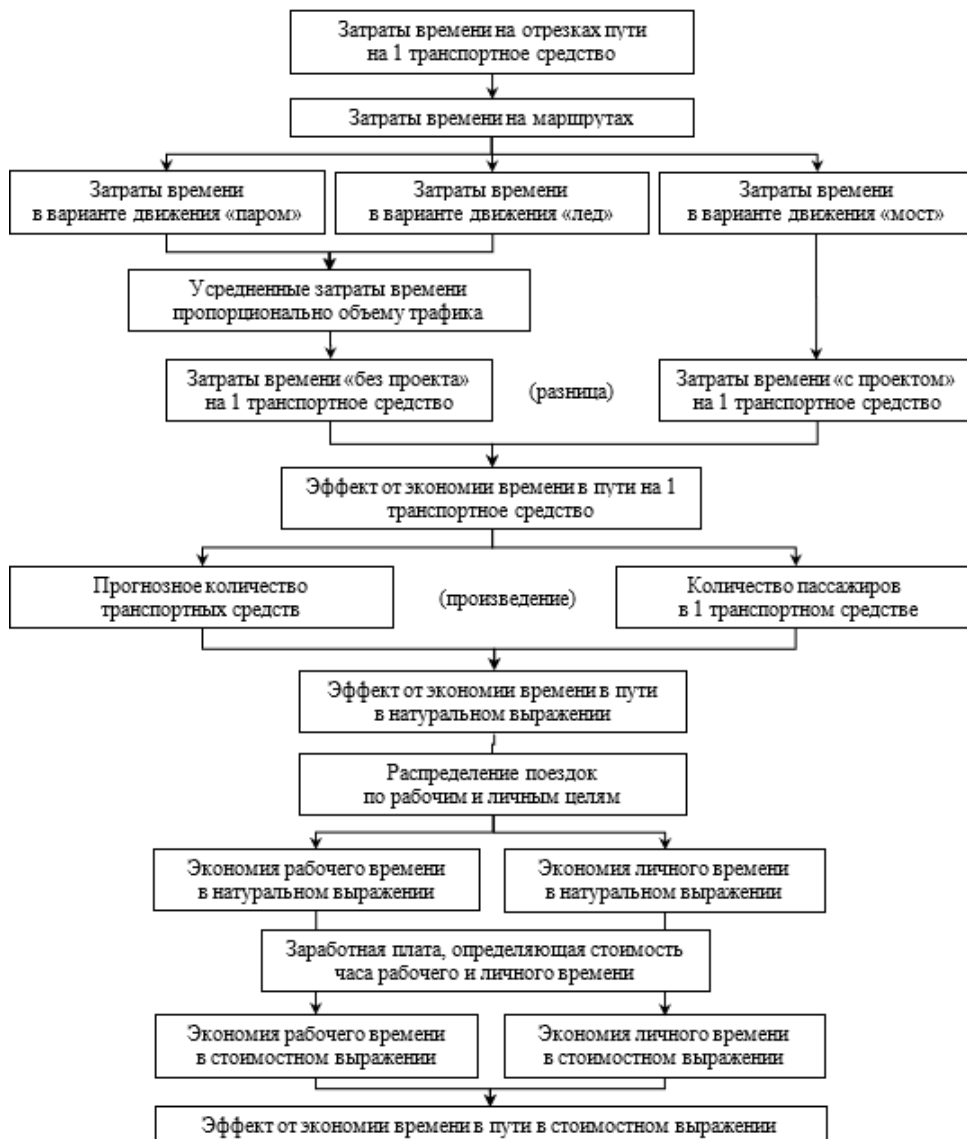 Затраты времени на отрезках пути
на 1 транспортное средство
Затраты времени на маршрутах
Затраты времени
в варианте движения «паром»
Затраты времени
в варианте движения «лед»
Затраты времени
в варианте движения «мост»
Усредненные затраты времени
пропорционально объему трафика
Затраты времени «без проекта»
на 1 транспортное средство
(разница)
Затраты времени «с проектом»
на 1 транспортное средство
Эффект от экономии времени в пути на 1
транспортное средство
Прогнозное количество
транспортных средств
(произведение)
Количество пассажиров
в 1 транспортном средстве
Эффект от экономии времени в пути
в натуральном выражении
Распределение поездок
по рабочим и личным целям
Экономия рабочего времени
в натуральном выражении
Экономия личного времени
в натуральном выражении
Заработная плата, определяющая стоимость
часа рабочего и личного времени
Экономия рабочего времени
в стоимостном выражении
Экономия личного времени
в стоимостном выражении
Эффект от экономии времени в пути в стоимостном выражении